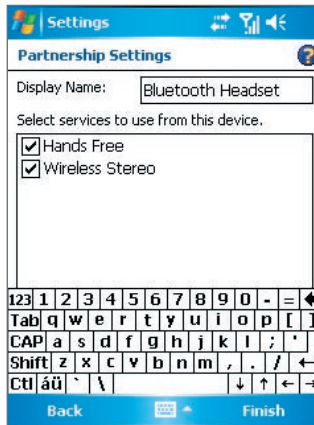 Settings
Partnership Settings
?
Display Name: Bluetooth Headset
Select services to use from this device.
Hands Free
Wireless Stereo
123 1 2 3 4 5 6 7 8 9 0 - = ←
Tab q w e r t y u i o p [ ]
CAP a s d f g h j k l ; '
Shift z x c v b n m , . / ←
Ctl áü ` \ ↓ ↑ ← →
Back Finish